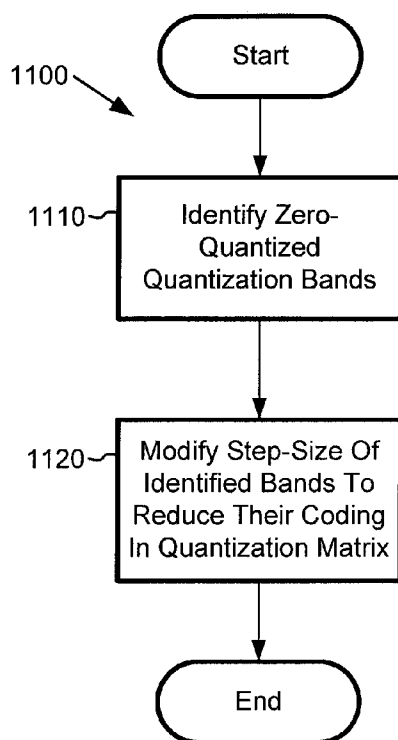 1100
Start
1110
Identify Zero-
Quantized
Quantization Bands
1120
Modify Step-Size Of
Identified Bands To
Reduce Their Coding
In Quantization Matrix
End